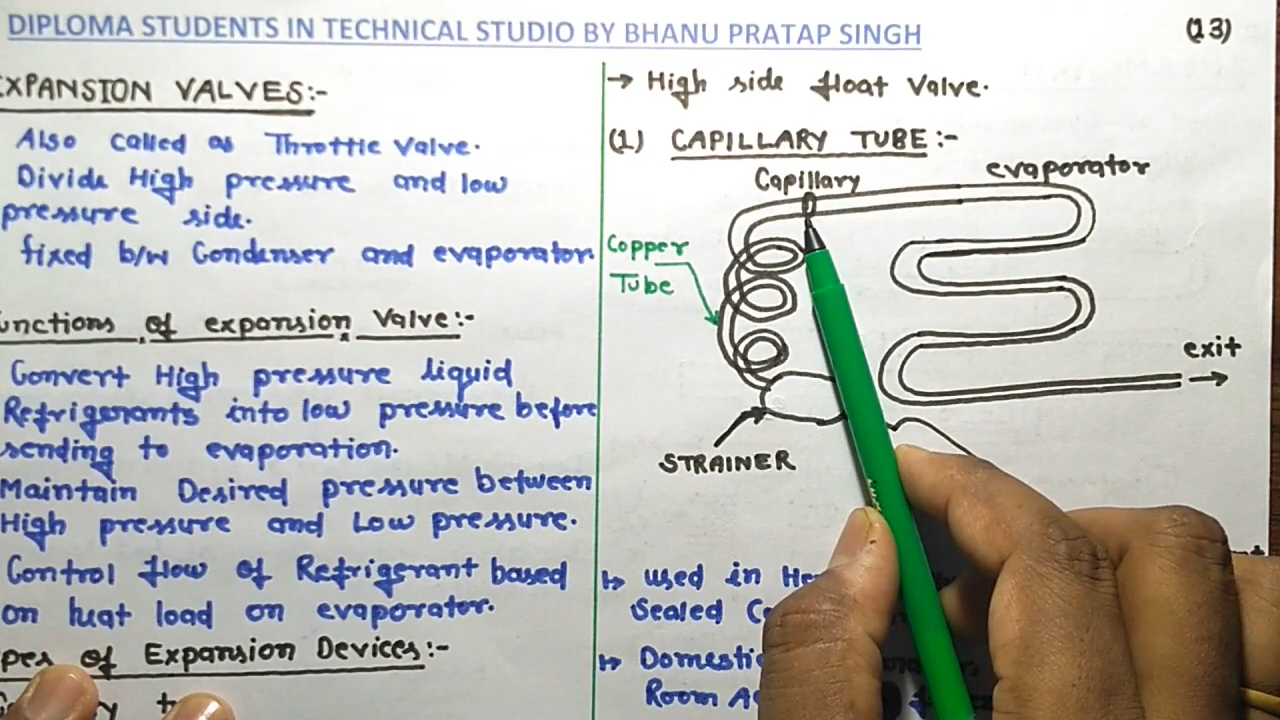 DIPLOMA STUDENTS IN TECHNICAL STUDIO BY BHANU PRATAP SINGH
(13)
XPANSION VALVES:-
Also called as Throttle Valve.
Divide High pressure and low
pressure side.
fixed b/w Condenser and evaporator
unctions of expansion Valve:-
Convert High pressure liquid
Refrigerants into low pressure before
sending to evaporation.
Maintain Desired pressure between
High pressure and Low pressure.
Control flow of Refrigerant based
on heat load on evaporator.
pes of Expansion Devices:-
→ High side float Valve.
(1) CAPILLARY TUBE:-
Capillary
evaporator
Copper
Tube
exit
STRAINER
used in
Sealed
Domestic
Room